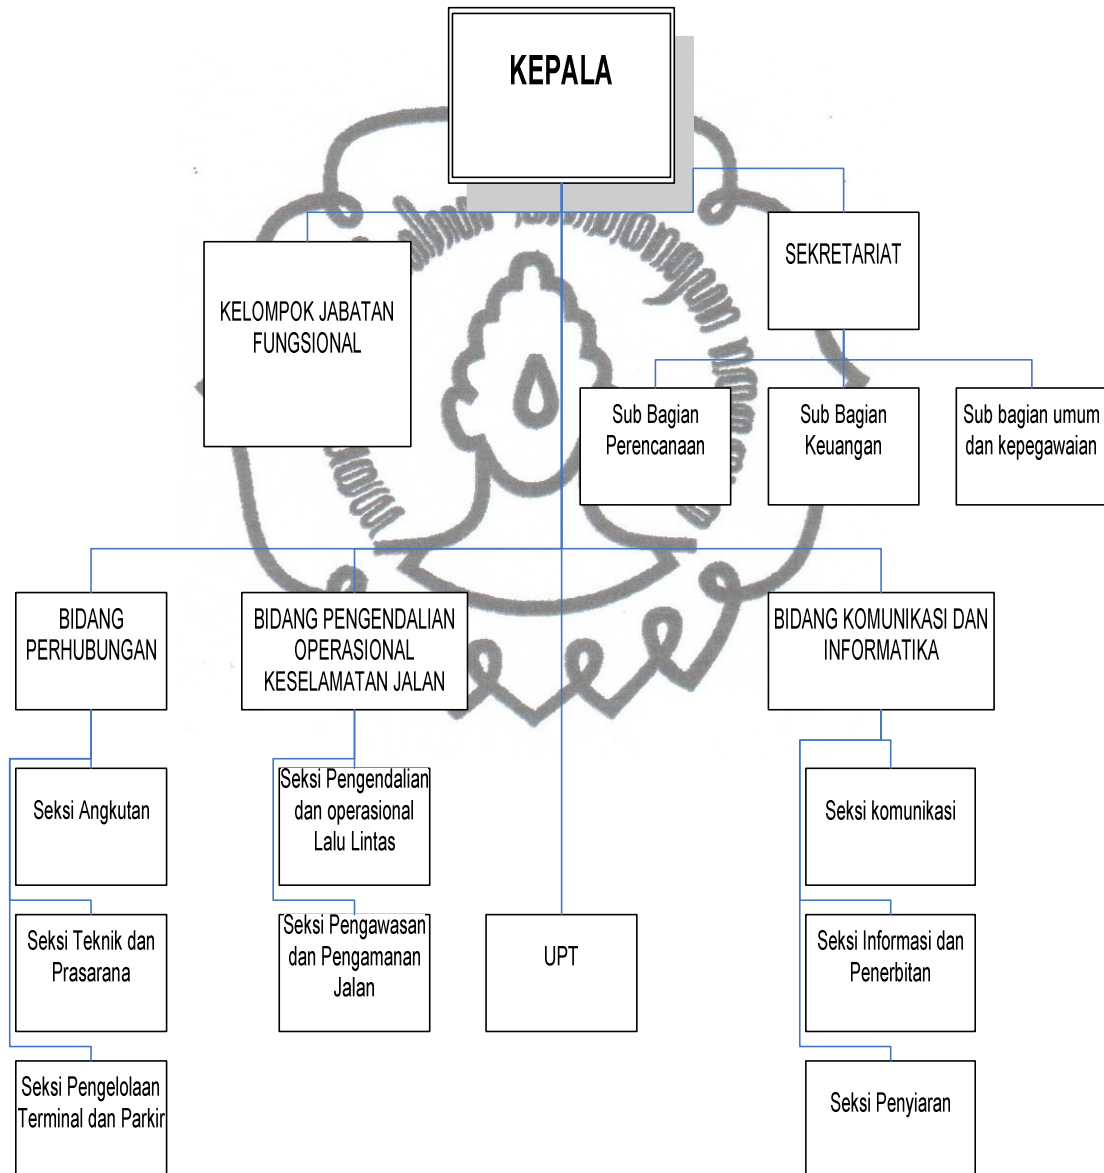 KEPALA
SEKRETARIAT
KELOMPOK JABATAN
FUNGSIONAL
Sub Bagian
Perencanaan
Sub Bagian
Keuangan
Sub bagian umum
dan kepegawaian
BIDANG
PERHUBUNGAN
BIDANG PENGENDALIAN
OPERASIONAL
KESELAMATAN JALAN
BIDANG KOMUNIKASI DAN
INFORMATIKA
Seksi Angkutan
Seksi Pengendalian
dan operasional
Lalu Lintas
Seksi komunikasi
Seksi Teknik dan
Prasarana
Seksi Pengawasan
dan Pengamanan
Jalan
UPT
Seksi Informasi dan
Penerbitan
Seksi Pengelolaan
Terminal dan Parkir
Seksi Penyiaran